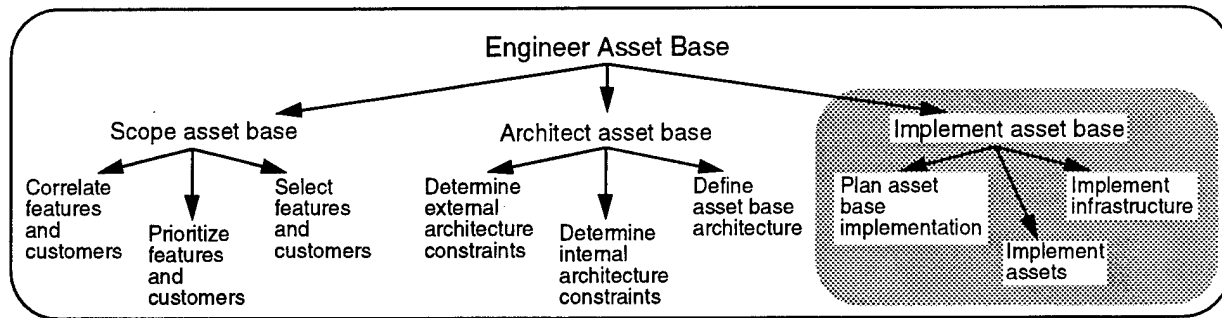 Engineer Asset Base
Scope asset base
Architect asset base
Implement asset base
Correlate
features
and
customers
Prioritize
features
and
customers
Select
features
and
customers
Determine
external
architecture
constraints
Determine
internal
architecture
constraints
Define
asset base
architecture
Plan asset
base
implementation
Implement
assets
Implement
infrastructure